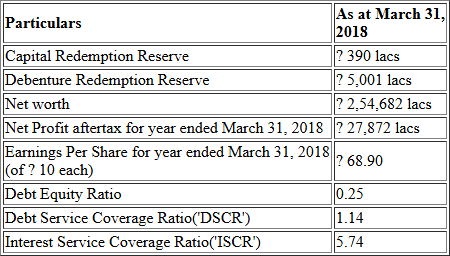 Particulars
As at March 31,
2018
Capital Redemption Reserve
? 390 lacs
Debenture Redemption Reserve
? 5,001 lacs
Net worth
? 2,54,682 lacs
Net Profit aftertax for year ended March 31, 2018
? 27,872 lacs
Earnings Per Share for year ended March 31, 2018
(of ? 10 each)
? 68.90
Debt Equity Ratio
0.25
Debt Service Coverage Ratio('DSCR')
1.14
Interest Service Coverage Ratio('ISCR')
5.74